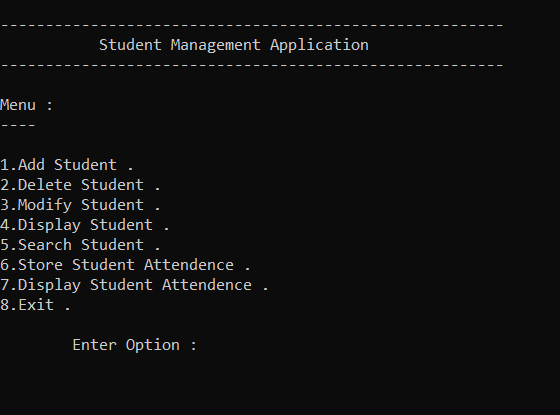 --------------------------------------------------------
Student Management Application
--------------------------------------------------------
Menu :
----
1.Add Student .
2.Delete Student .
3.Modify Student .
4.Display Student .
5.Search Student .
6.Store Student Attendence .
7.Display Student Attendence .
8.Exit .
Enter Option :